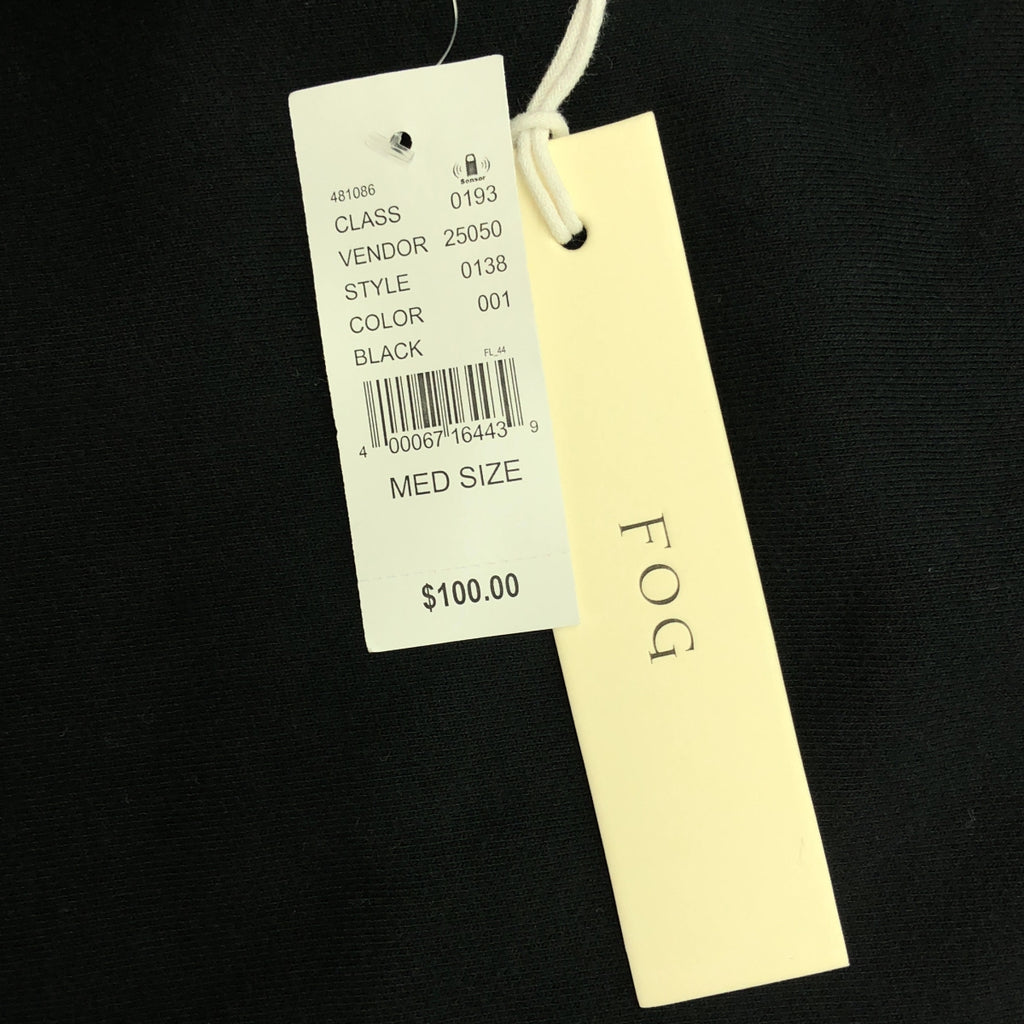 Sensor
481086
CLASS 0193
VENDOR 25050
STYLE 0138
COLOR 001
BLACK
FL_44
4 00067 16443 9
MED SIZE
$100.00
FOG